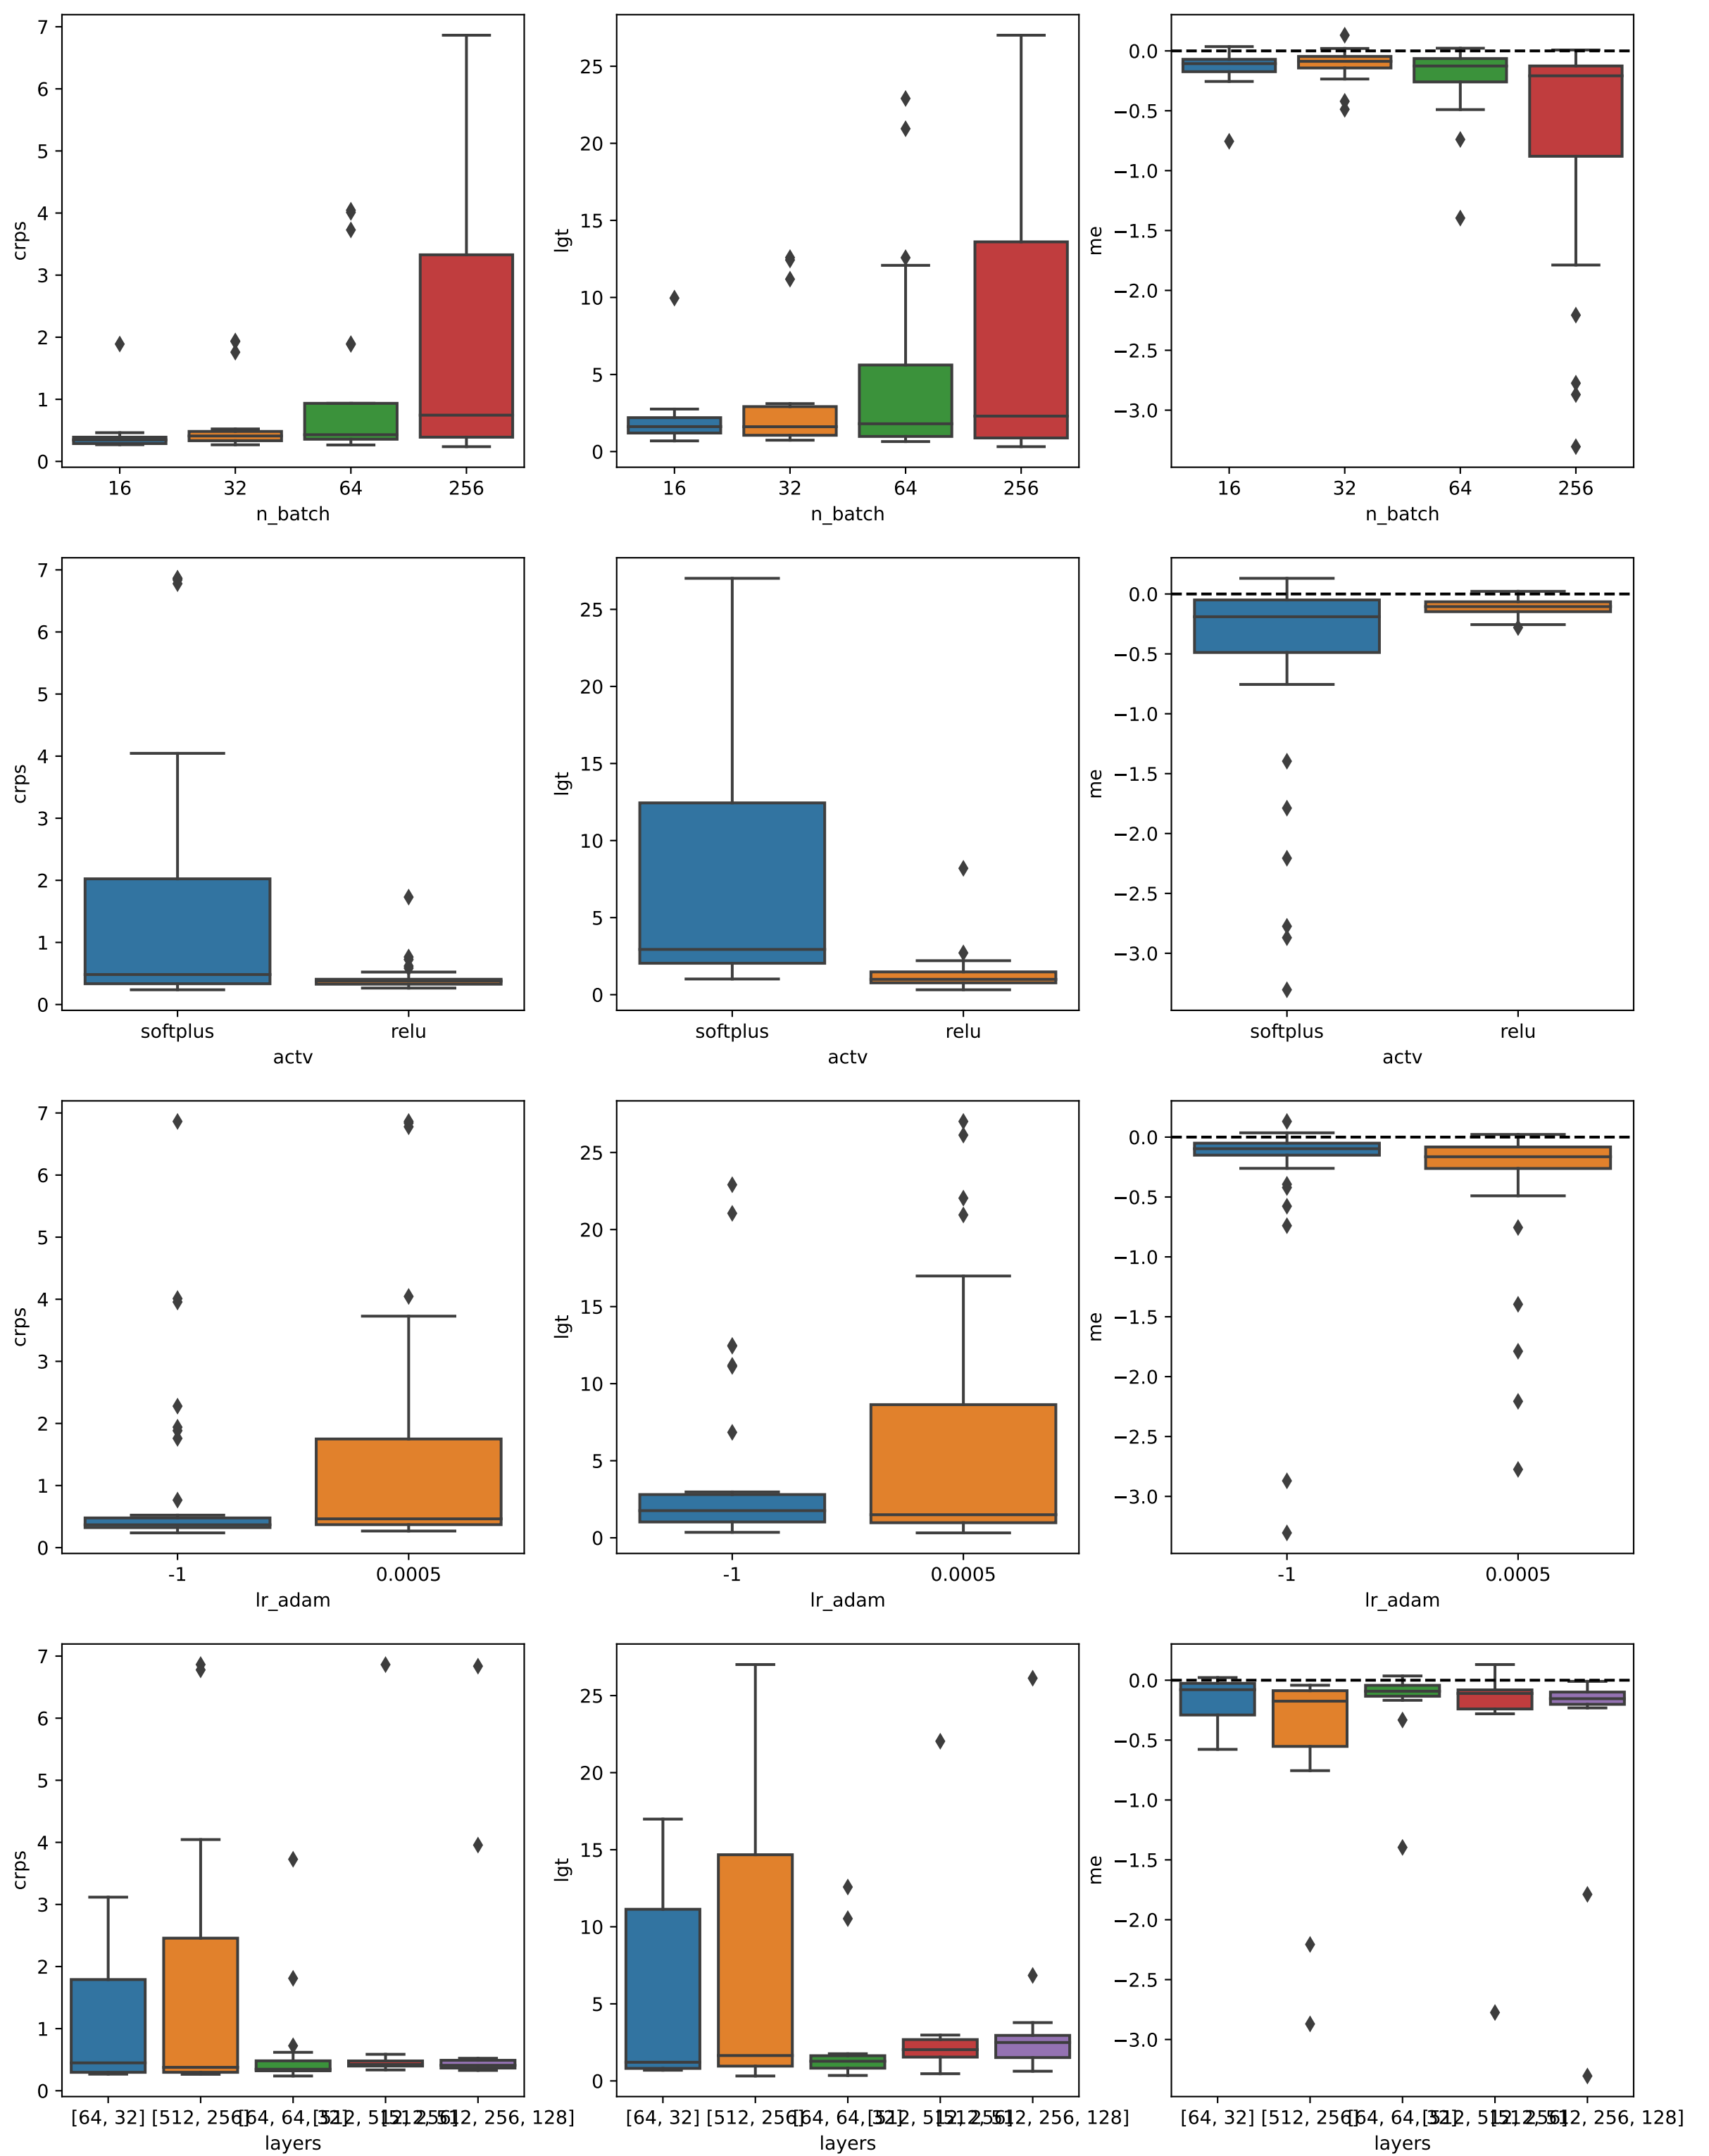 7
6
5
4
3
2
1
0
crps
16 32 64 256
n_batch
25
20
15
10
5
0
lgt
16 32 64 256
n_batch
0.0
−0.5
−1.0
−1.5
−2.0
−2.5
−3.0
me
16 32 64 256
n_batch
7
6
5
4
3
2
1
0
crps
softplus relu
actv
25
20
15
10
5
0
lgt
softplus relu
actv
0.0
−0.5
−1.0
−1.5
−2.0
−2.5
−3.0
me
softplus relu
actv
7
6
5
4
3
2
1
0
crps
-1 0.0005
lr_adam
25
20
15
10
5
0
lgt
-1 0.0005
lr_adam
0.0
−0.5
−1.0
−1.5
−2.0
−2.5
−3.0
me
-1 0.0005
lr_adam
7
6
5
4
3
2
1
0
crps
[64, 32] [512, 256]
layers
25
20
15
10
5
0
lgt
[64, 32] [512, 256]
layers
0.0
−0.5
−1.0
−1.5
−2.0
−2.5
−3.0
me
[64, 32] [512, 256]
layers